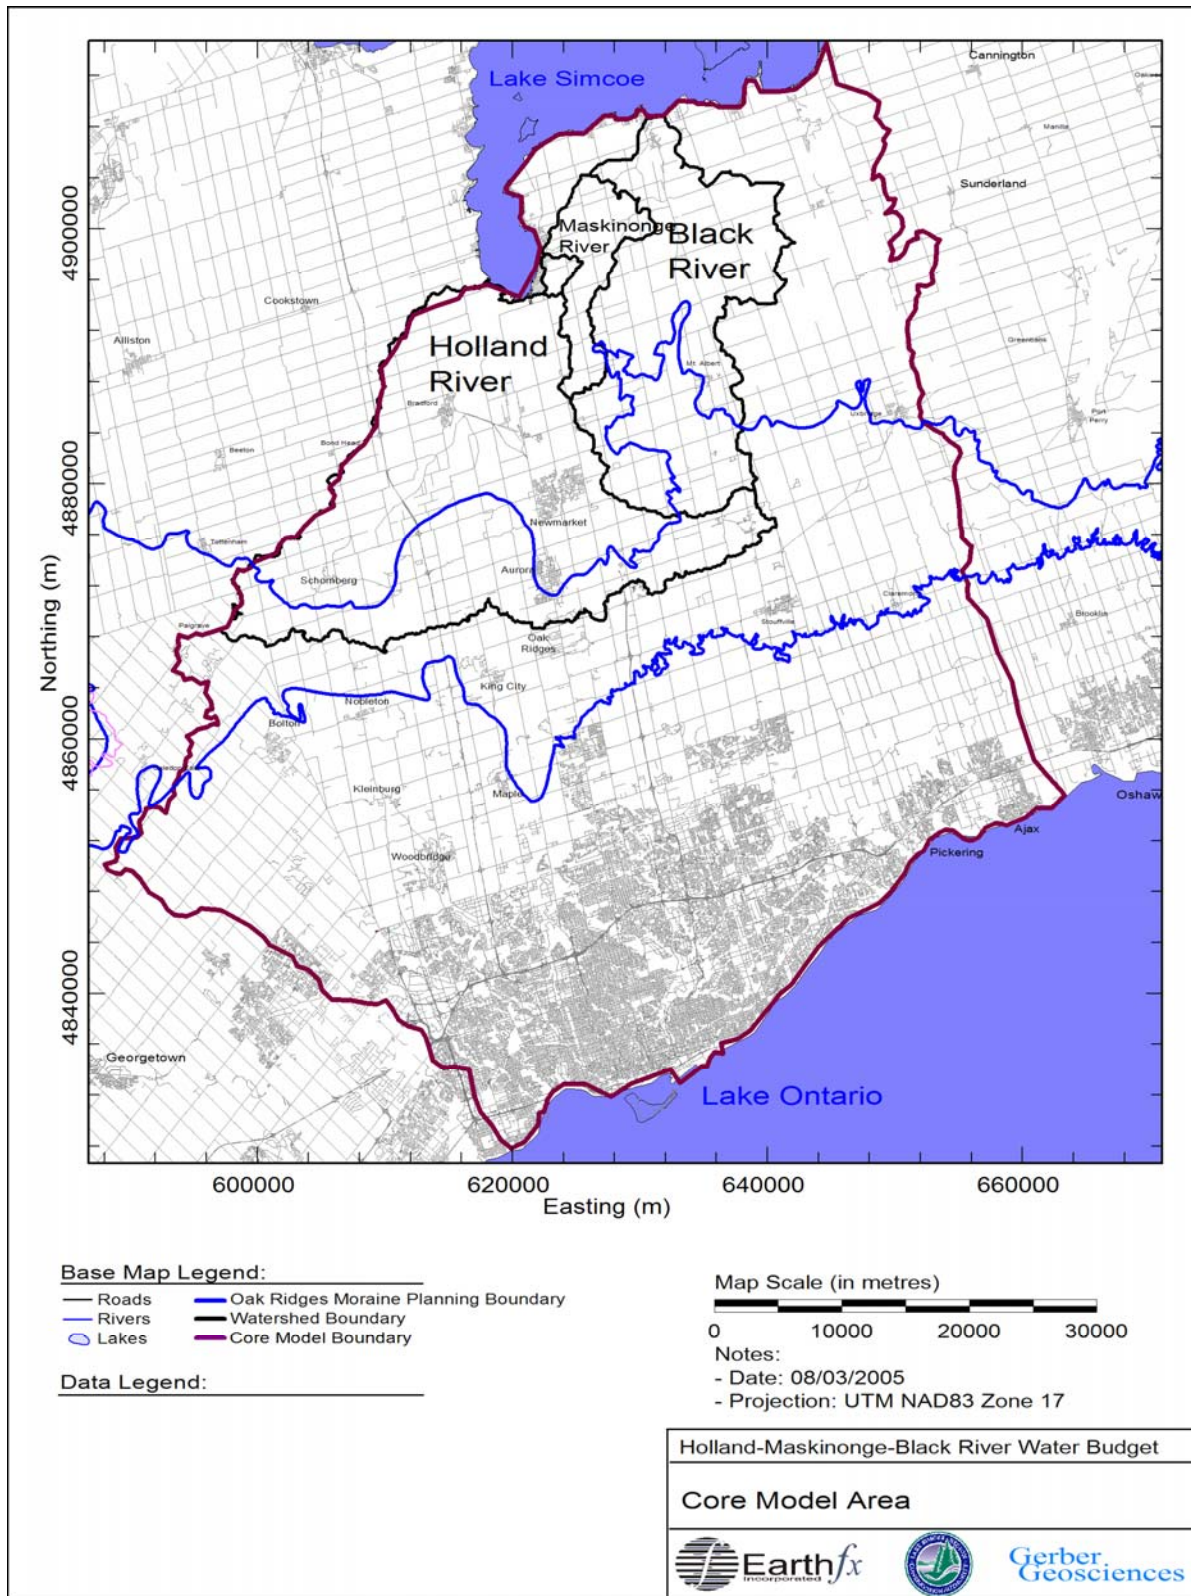 Lake Simcoe
Cannington
Manilla
Sunderland
Maskinonge
River
Black
River
Cookstown
Alliston
Holland
River
Greenbank
Mt. Albert
Bradford
Uxbridge
Port
Perry
Bond Head
Beeton
Newmarket
Tottenham
Aurora
Schomberg
Claremont
Stouffville
Brooklin
Palgrave
Oak
Ridges
King City
Nobleton
Bolton
Kleinburg
Maple
Oshaw
Ajax
Woodbridge
Pickering
Georgetown
Lake Ontario
4900000
4880000
4860000
4840000
Northing (m)
600000 620000 640000 660000
Easting (m)
Base Map Legend:
Roads Oak Ridges Moraine Planning Boundary
Rivers Watershed Boundary
Lakes Core Model Boundary
Data Legend:
Map Scale (in metres)
0 10000 20000 30000
Notes:
- Date: 08/03/2005
- Projection: UTM NAD83 Zone 17
Holland-Maskinonge-Black River Water Budget
Core Model Area
Earthfx
Incorporated
Gerber
Geosciences